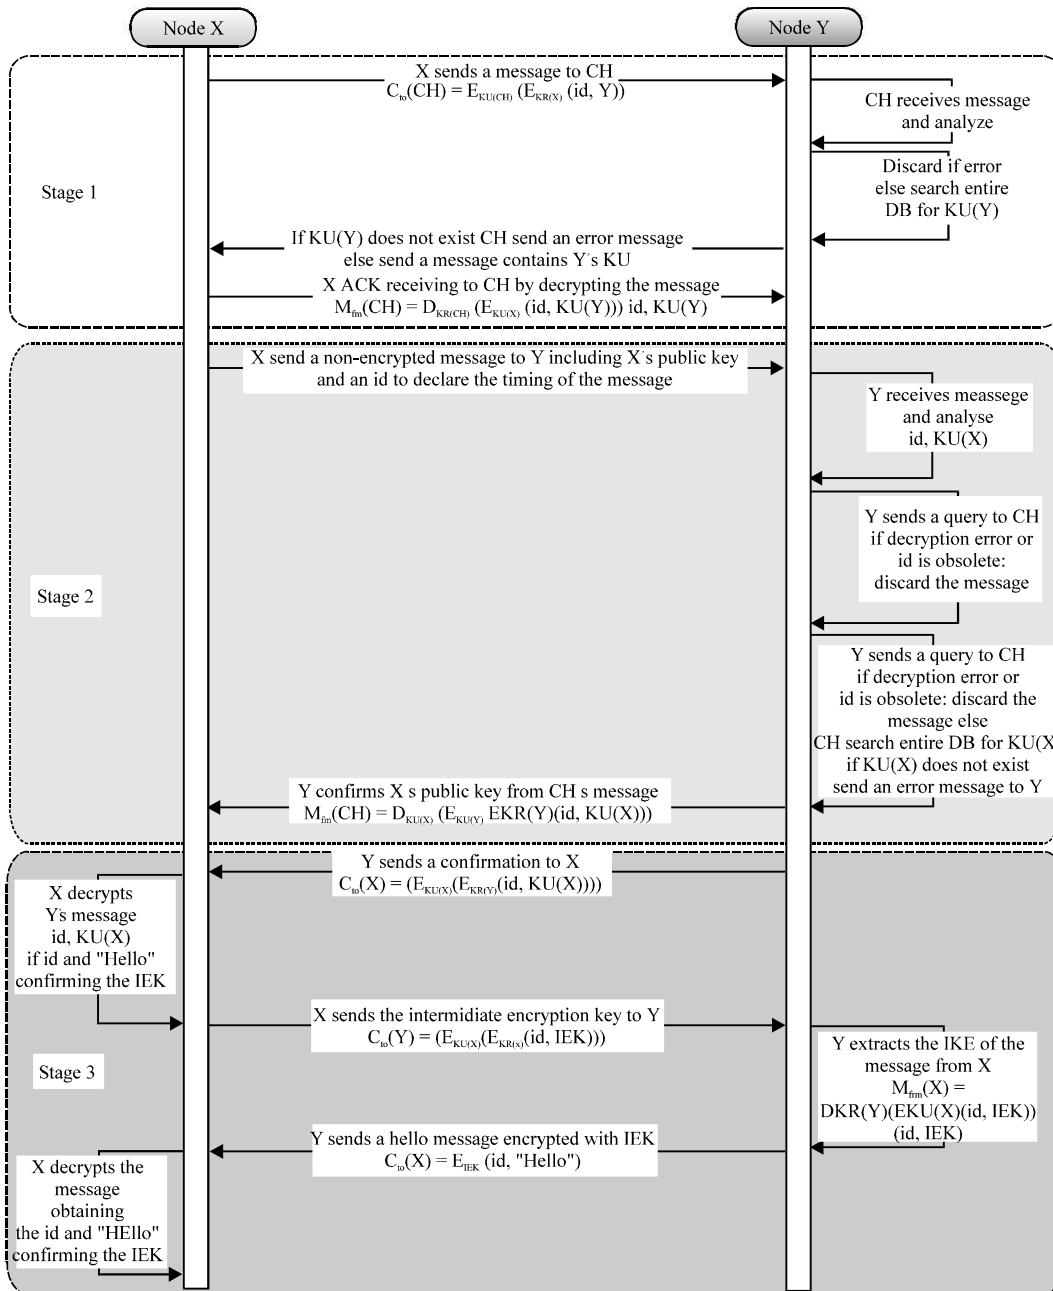 Node X
Node Y
X sends a message to CH
Cto(CH) = EKU(CH) (EKR(X) (id, Y))
CH receives message
and analyze
Discard if error
else search entire
DB for KU(Y)
Stage 1
If KU(Y) does not exist CH send an error message
else send a message contains Y's KU
X ACK receiving to CH by decrypting the message
Mfm(CH) = DKR(CH) (EKU(X) (id, KU(Y))) id, KU(Y)
X send a non-encrypted message to Y including X's public key
and an id to declare the timing of the message
Y receives meassege
and analyse
id, KU(X)
Y sends a query to CH
if decryption error or
id is obsolete:
discard the message
Stage 2
Y sends a query to CH
if decryption error or
id is obsolete: discard the
message else
CH search entire DB for KU(X
if KU(X) does not exist
send an error message to Y
Y confirms X s public key from CH s message
Mfm(CH) = DKU(X) (EKU(Y) EKR(Y)(id, KU(X)))
Y sends a confirmation to X
Cto(X) = (EKU(X)(EKR(Y)(id, KU(X))))
X decrypts
Y's message
id, KU(X)
if id and "Hello"
confirming the IEK
X sends the intermidiate encryption key to Y
Cto(Y) = (EKU(X)(EKR(x)(id, IEK)))
Y extracts the IKE of the
message from X
Mfrm(X) =
DKR(Y)(EKU(X)(id, IEK))
(id, IEK)
Stage 3
Y sends a hello message encrypted with IEK
Cto(X) = EIEK (id, "Hello")
X decrypts the
message
obtaining
the id and "HEllo"
confirming the IEK